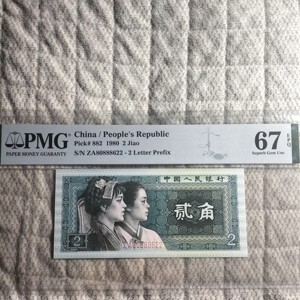 PMG
PAPER MONEY GUARANTY
China / People's Republic
Pick# 882 1980 2 Jiao
S/N ZA80888622 - 2 Letter Prefix
67 EPQ
Superb Gem Unc
中国人民银行
贰角
2
2